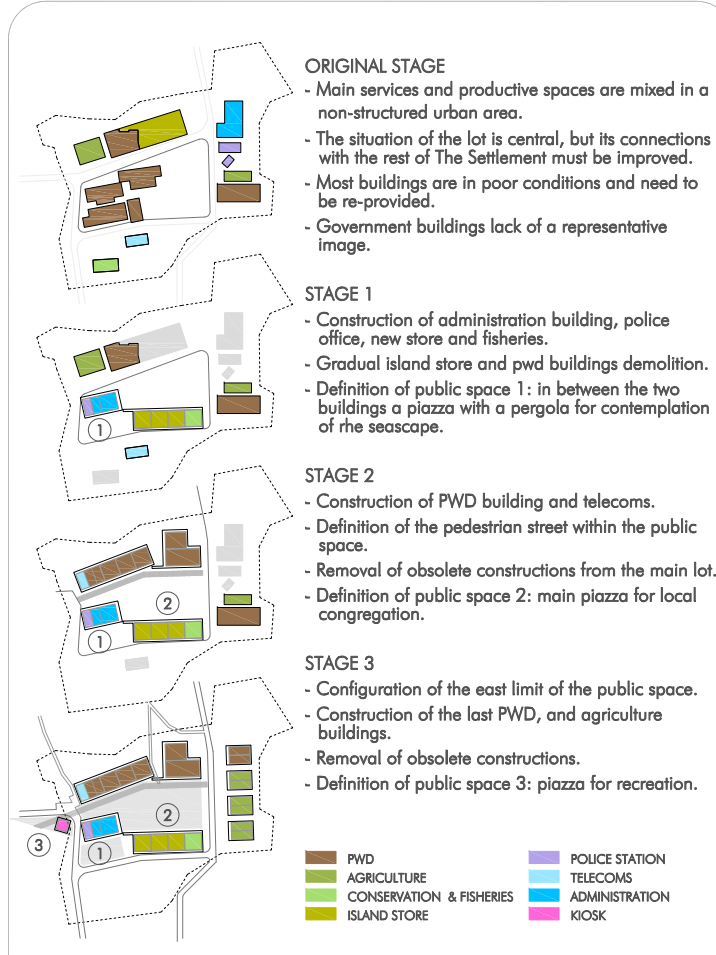 ORIGINAL STAGE
- Main services and productive spaces are mixed in a
non-structured urban area.
- The situation of the lot is central, but its connections
with the rest of The Settlement must be improved.
- Most buildings are in poor conditions and need to
be re-provided.
- Government buildings lack of a representative
image.
STAGE 1
- Construction of administration building, police
office, new store and fisheries.
- Gradual island store and pwd buildings demolition.
- Definition of public space 1: in between the two
buildings a piazza with a pergola for contemplation
of rhe seascape.
1
STAGE 2
- Construction of PWD building and telecoms.
- Definition of the pedestrian street within the public
space.
- Removal of obsolete constructions from the main lot.
- Definition of public space 2: main piazza for local
congregation.
2
1
STAGE 3
- Configuration of the east limit of the public space.
- Construction of the last PWD, and agriculture
buildings.
- Removal of obsolete constructions.
- Definition of public space 3: piazza for recreation.
2
3
1
PWD
AGRICULTURE
CONSERVATION & FISHERIES
ISLAND STORE
POLICE STATION
TELECOMS
ADMINISTRATION
KIOSK